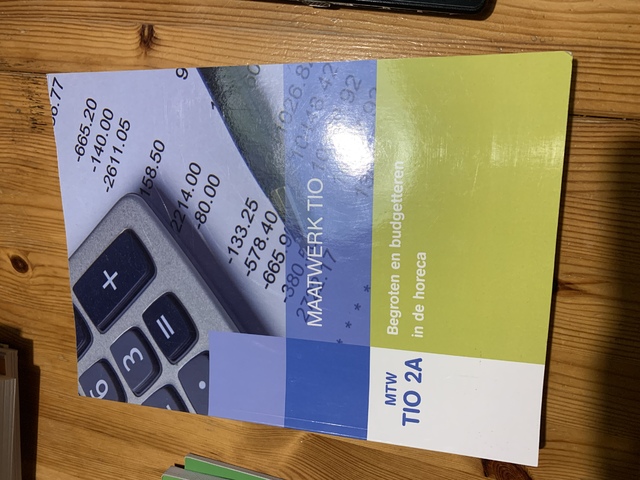 MAATWERK TIO
Begroten en budgetteren
in de horeca
MTW
TIO 2A
-665.20
-140.00
-2611.05
158.50
2214.00
-80.00
-133.25
-578.40
+
=
3